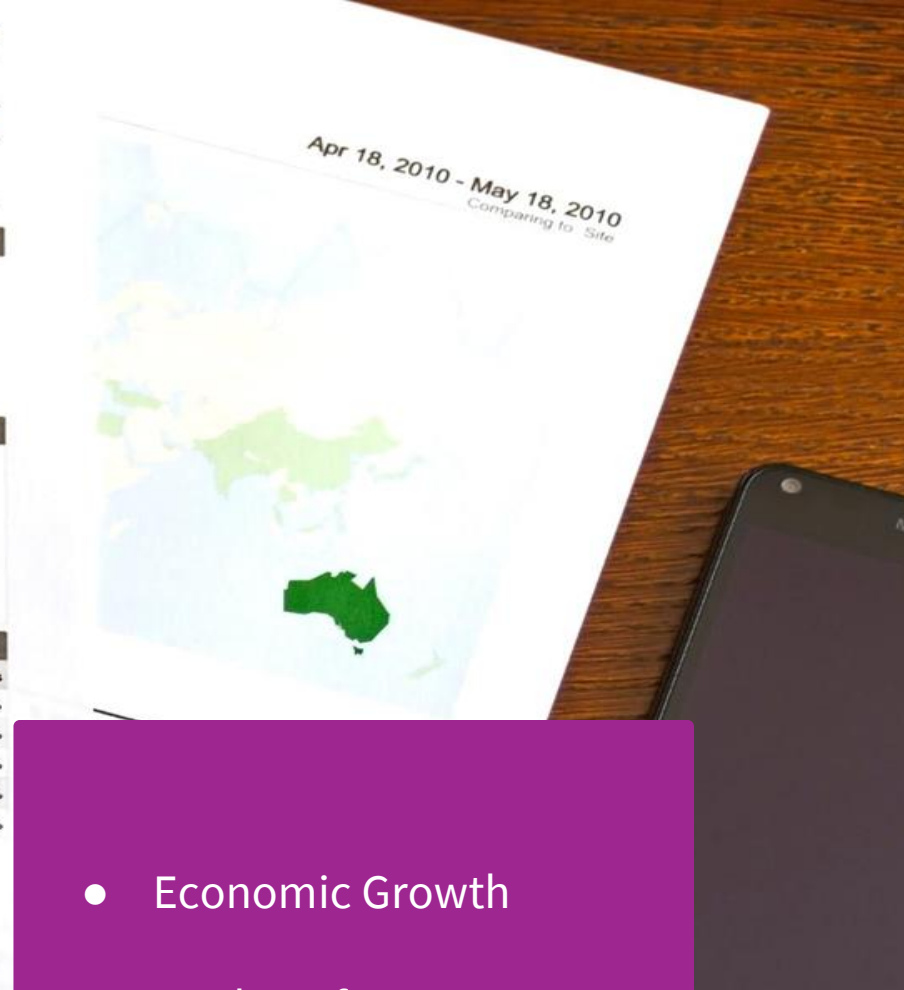 Apr 18, 2010 - May 18, 2010
Comparing to Site
● Economic Growth